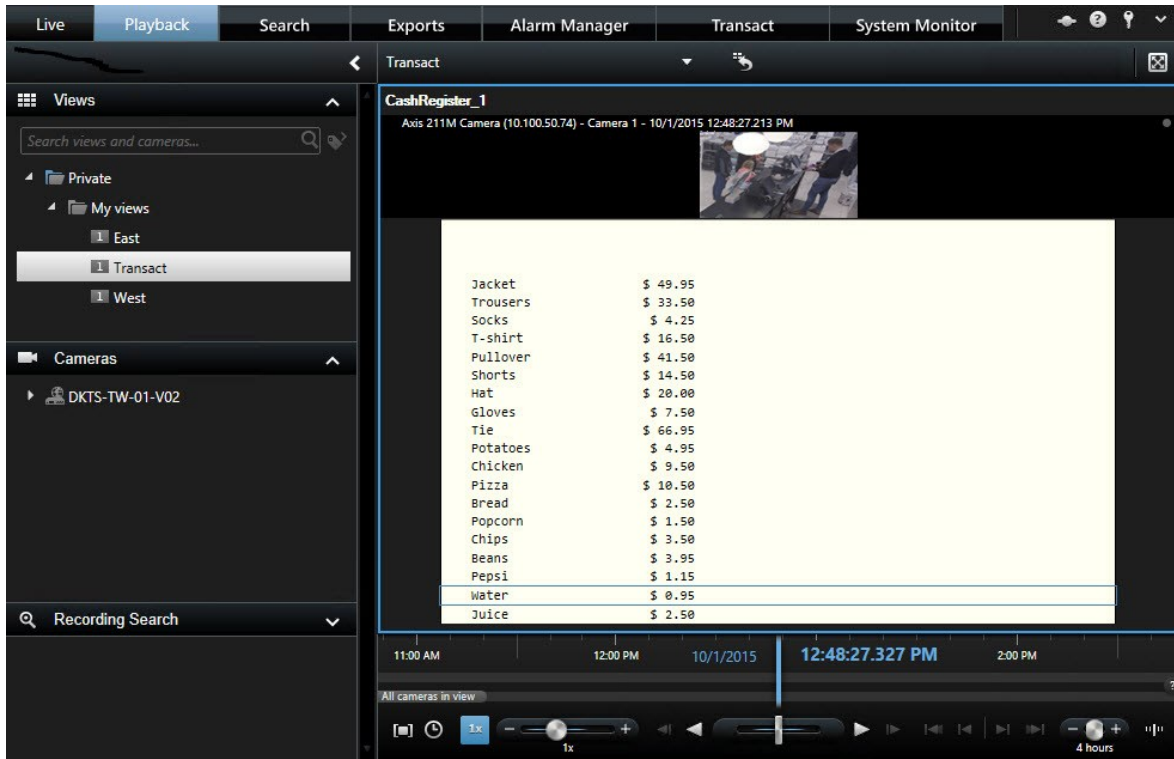 Live Playback Search Exports Alarm Manager Transact System Monitor
Transact
Views
Search views and cameras...
Private
My views
1 East
1 Transact
1 West
Cameras
DKTS-TW-01-V02
Recording Search
CashRegister_1
Axis 211M Camera (10.100.50.74) - Camera 1 - 10/1/2015 12:48:27.213 PM
Jacket $ 49.95
Trousers $ 33.50
Socks $ 4.25
T-shirt $ 16.50
Pullover $ 41.50
Shorts $ 14.50
Hat $ 20.00
Gloves $ 7.50
Tie $ 66.95
Potatoes $ 4.95
Chicken $ 9.50
Pizza $ 10.50
Bread $ 2.50
Popcorn $ 1.50
Chips $ 3.50
Beans $ 3.95
Pepsi $ 1.15
Water $ 0.95
Juice $ 2.50
11:00 AM 12:00 PM 10/1/2015 12:48:27.327 PM 2:00 PM
All cameras in view
1x
1x
4 hours